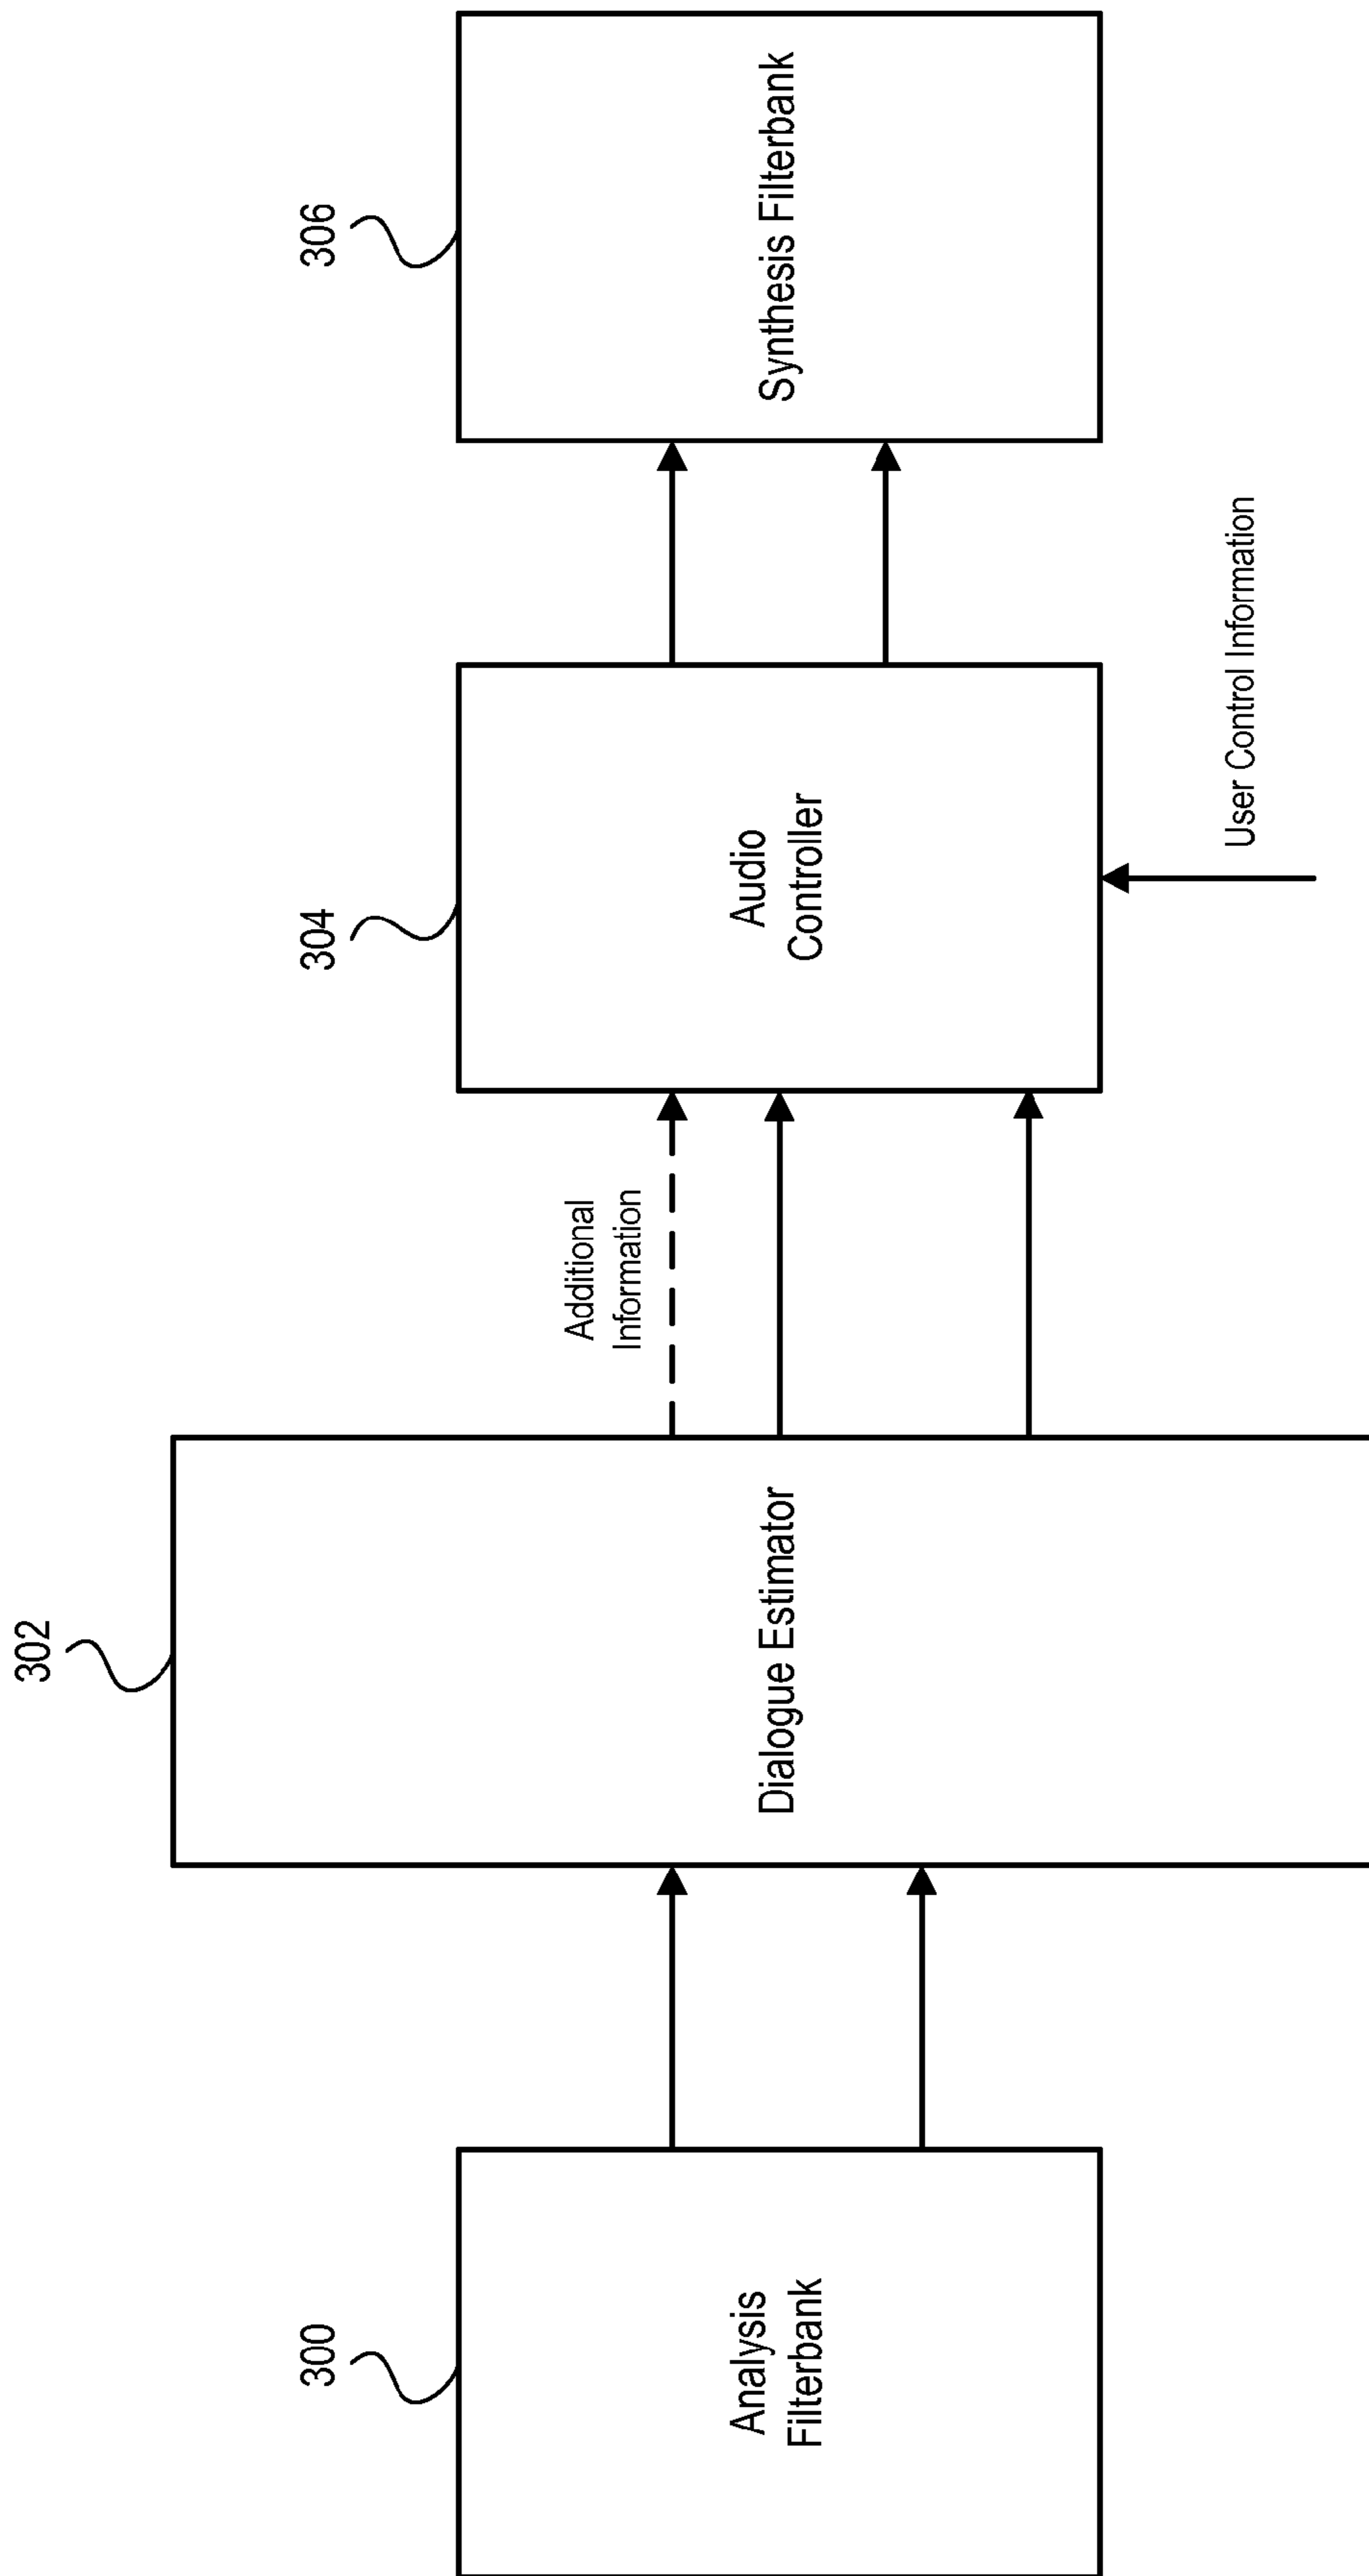 300
Analysis
Filterbank
302
Dialogue Estimator
Additional
Information
304
Audio
Controller
User Control Information
306
Synthesis Filterbank